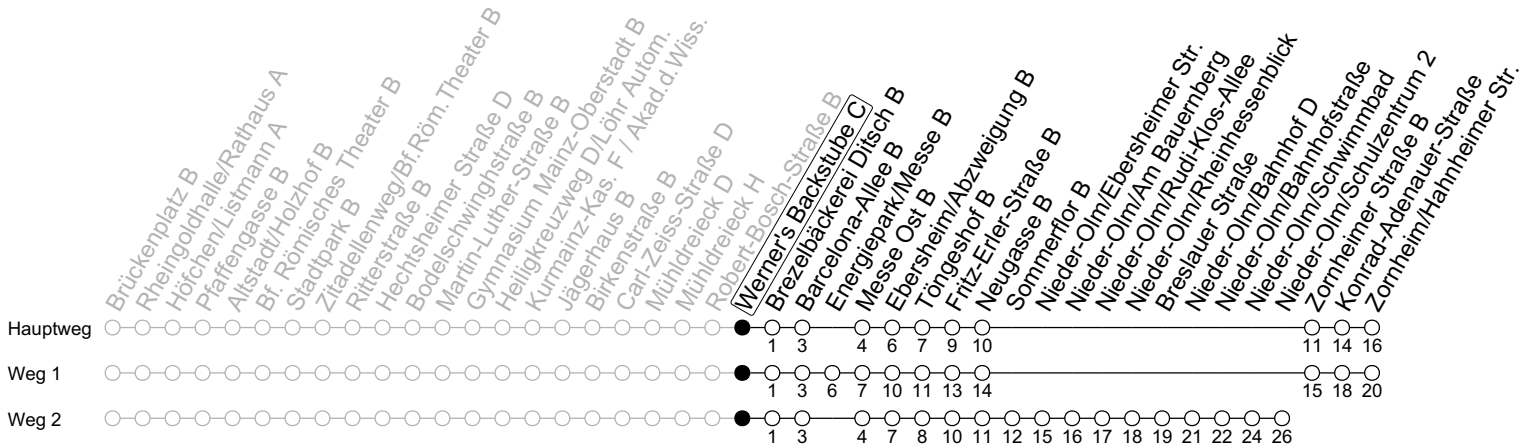 Brückenplatz B
Rheingoldhalle/Rathaus A
Höfchen/Listmann A
Pfaffengasse B
Altstadt/Holzhof B
Bf. Römisches Theater B
Stadtpark B
Zitadellenweg/Bf.Röm.Theater B
Ritterstraße B
Hechtsheimer Straße D
Bodelschwinghstraße B
Martin-Luther-Straße B
Gymnasium Mainz-Oberstadt B
Heiligkreuzweg D/Löhr Autom.
Kurmainz-Kas. F / Akad.d.Wiss.
Jägerhaus B
Birkenstraße B
Carl-Zeiss-Straße D
Mühldreieck D
Mühldreieck H
Robert-Bosch-Straße B
Werner's Backstube C
Brezelbäckerei Ditsch B
Barcelona-Allee B
Energiepark/Messe B
Messe Ost B
Ebersheim/Abzweigung B
Töngeshof B
Fritz-Erler-Straße B
Neugasse B
Sommerflor B
Nieder-Olm/Ebersheimer Str.
Nieder-Olm/Am Bauernberg
Nieder-Olm/Rudi-Klos-Allee
Nieder-Olm/Rheinhessenblick
Breslauer Straße
Nieder-Olm/Bahnhof D
Nieder-Olm/Bahnhofstraße
Nieder-Olm/Schwimmbad
Nieder-Olm/Schulzentrum 2
Zornheimer Straße B
Konrad-Adenauer-Straße
Zornheim/Hahnheimer Str.
Hauptweg
1 3 4 6 7 9 10 11 14 16
Weg 1
1 3 6 7 10 11 13 14 15 18 20
Weg 2
1 3 4 7 8 10 11 12 15 16 17 18 19 21 22 24 26